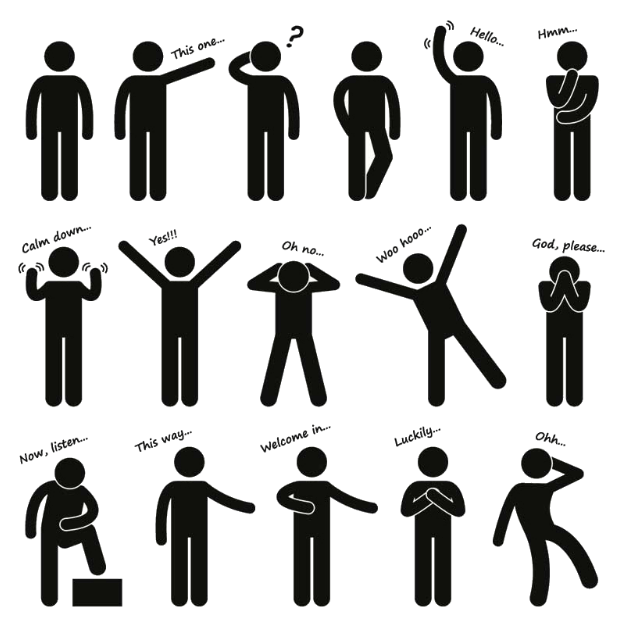 This one...
?
Hello...
Hmm...
Calm down...
Yes!!!
Oh no...
Woo hooo...
God, please...
Now, listen...
This way...
Welcome in...
Luckily...
Ohh...